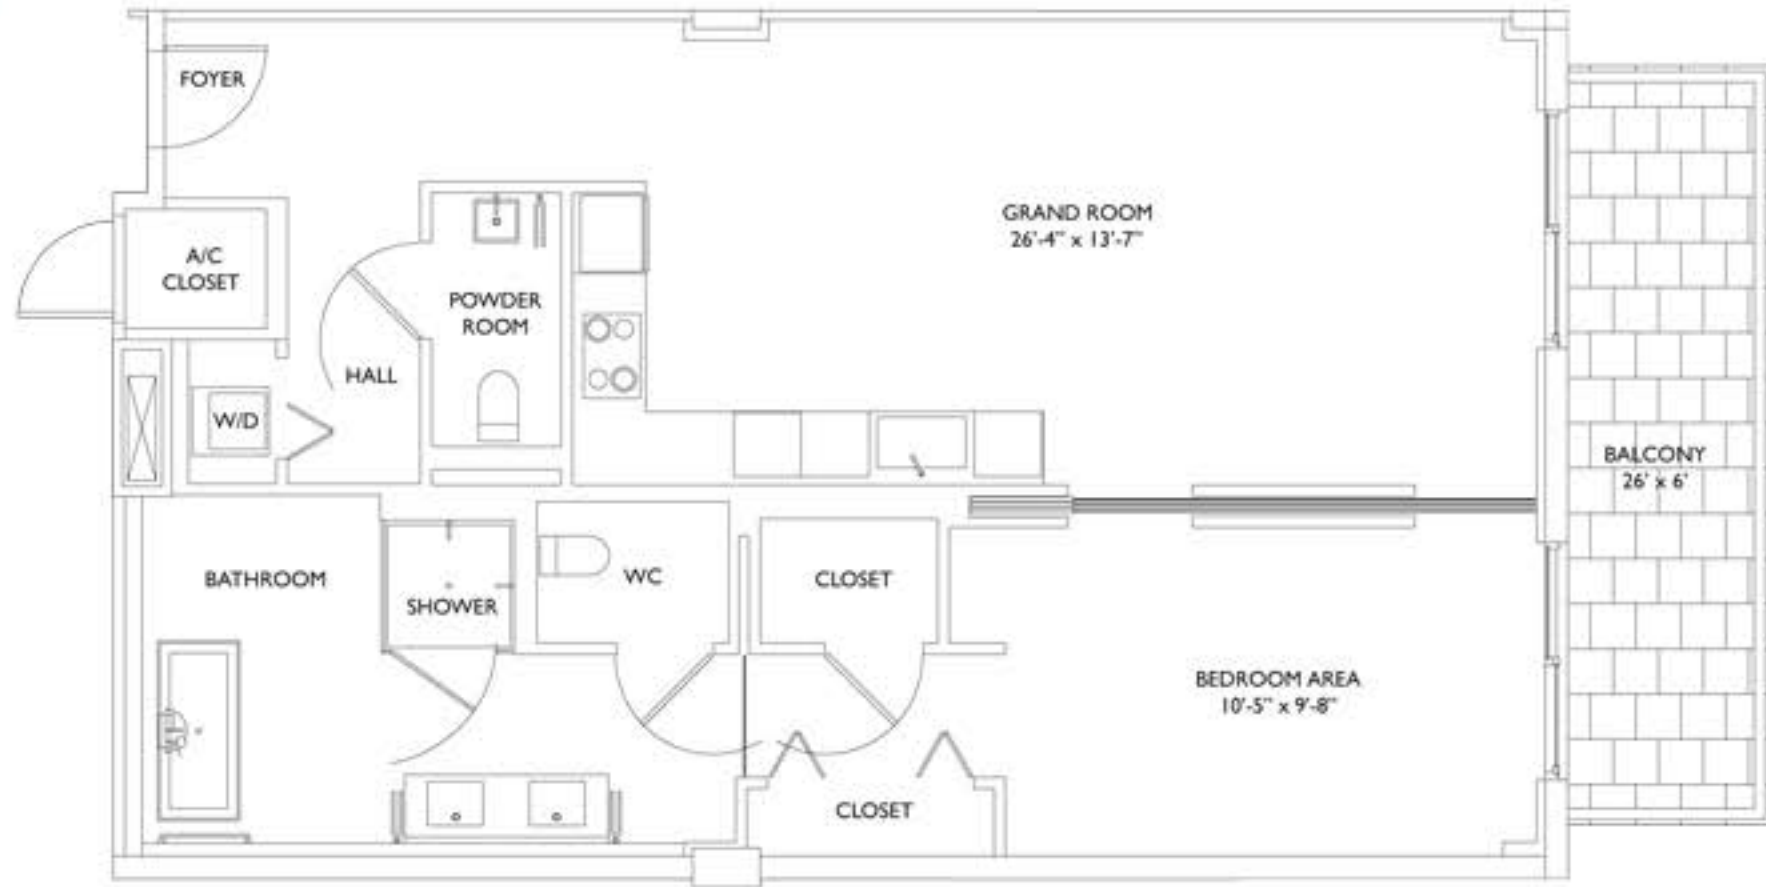 FOYER
GRAND ROOM
26'-4" x 13'-7"
A/C
CLOSET
POWDER
ROOM
HALL
W/D
BALCONY
26' x 6'
BATHROOM
SHOWER
WC
CLOSET
BEDROOM AREA
10'-5" x 9'-8"
CLOSET